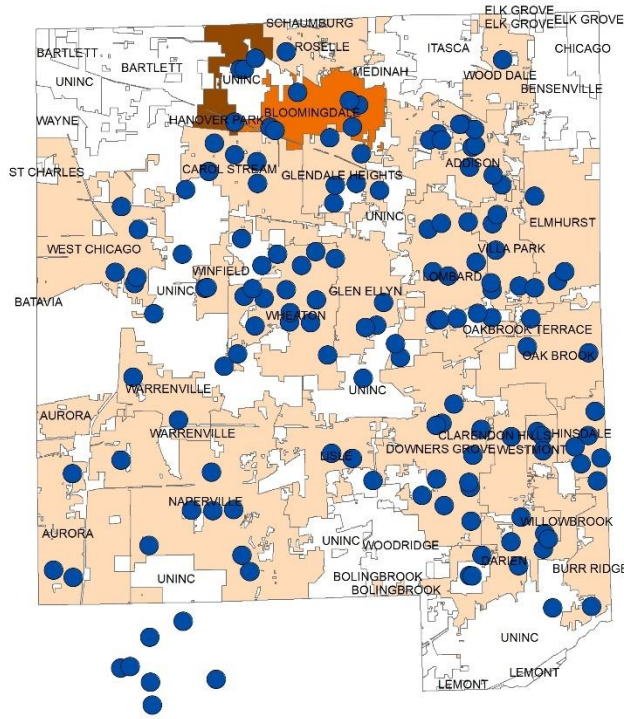 SCHAUMBURG
ELK GROVE
ELK GROVE
ELK GROVE
BARTLETT
ROSELLE
ITASCA
CHICAGO
BARTLETT
MEDINAH
UNINC
UNINC
WOOD DALE
BENSENVILLE
WAYNE
HANOVER PARK
BLOOMINGDALE
ADDISON
ST CHARLES
CAROL STREAM
GLENDALE HEIGHTS
UNINC
ELMHURST
WEST CHICAGO
VILLA PARK
WINFIELD
LOMBARD
UNINC
GLEN ELLYN
BATAVIA
WHEATON
OAKBROOK TERRACE
OAK BROOK
WARRENVILLE
UNINC
AURORA
WARRENVILLE
CLARENDON HILLS
HINSDALE
LISLE
DOWNERS GROVE
WESTMONT
NAPERVILLE
WILLOWBROOK
AURORA
UNINC
WOODRIDGE
DARIEN
BURR RIDGE
UNINC
BOLINGBROOK
BOLINGBROOK
UNINC
LEMONT
LEMONT